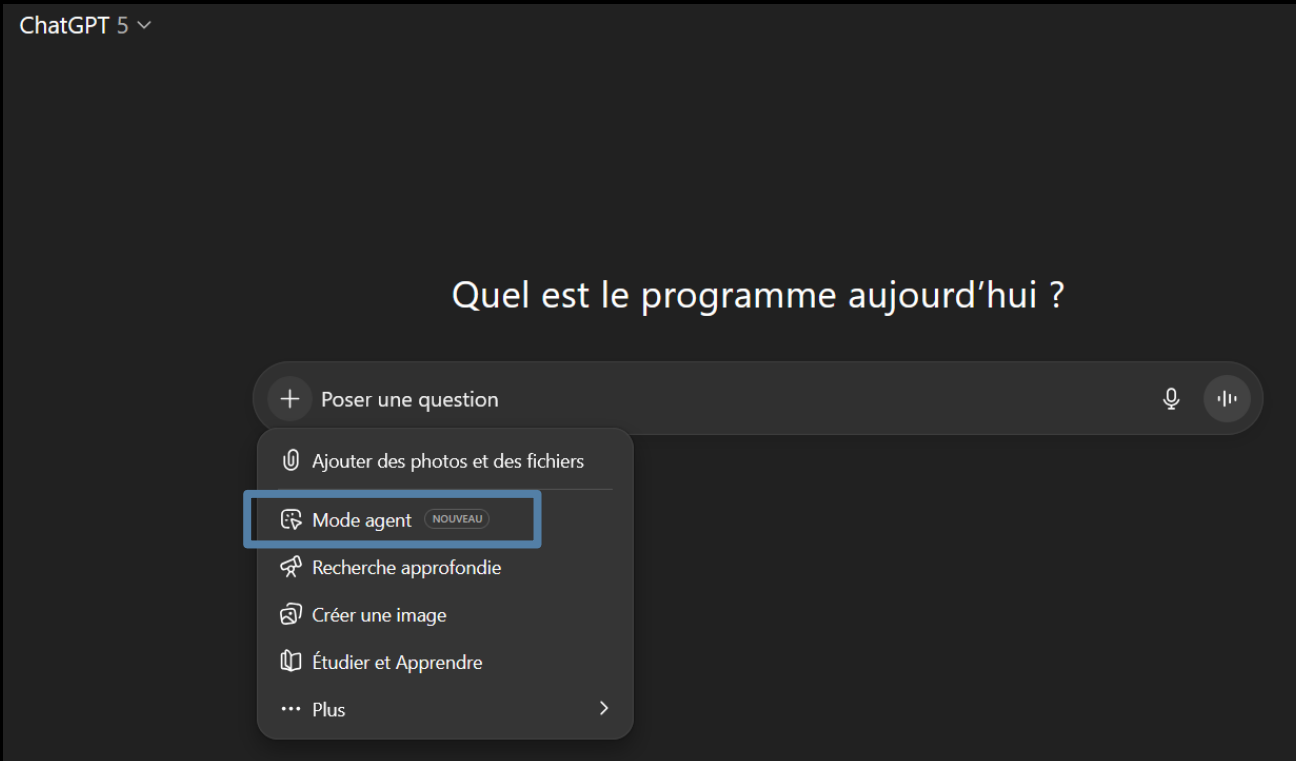 ChatGPT 5
Quel est le programme aujourd’hui ?
Poser une question
Ajouter des photos et des fichiers
Mode agent NOUVEAU
Recherche approfondie
Créer une image
Étudier et Apprendre
Plus